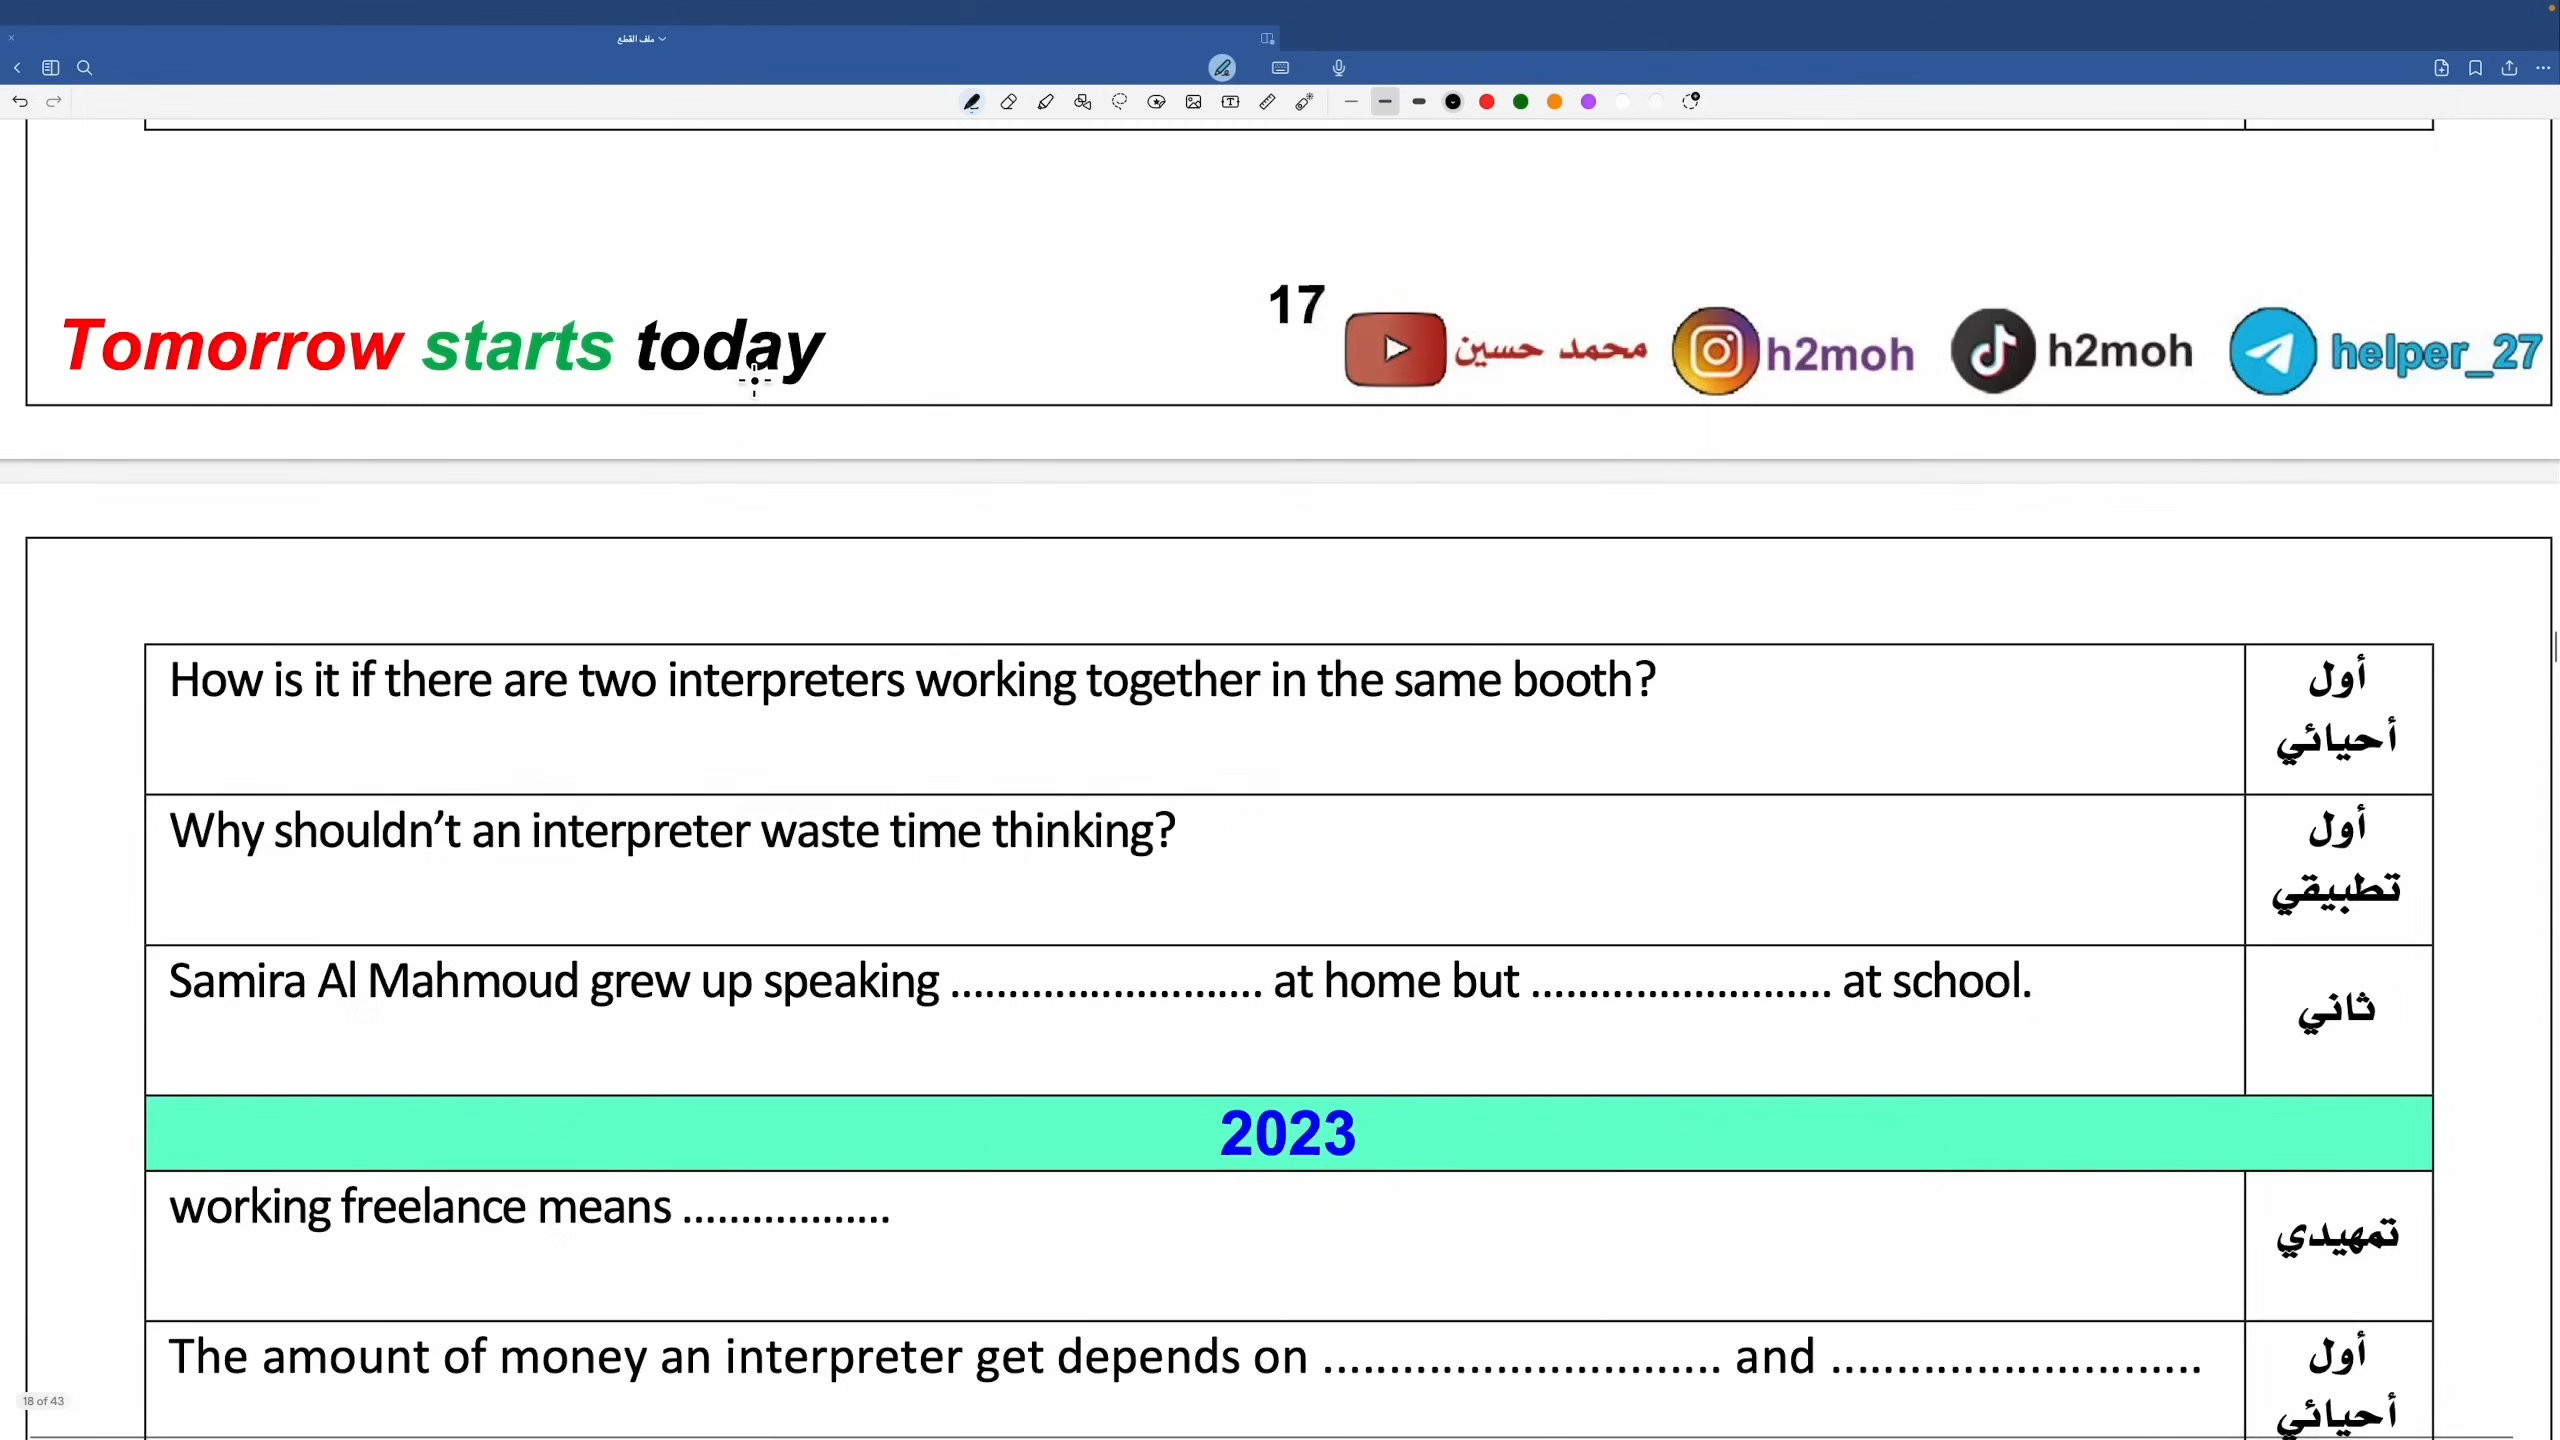 ملف القطع
Tomorrow starts today
17
محمد حسين
h2moh
h2moh
helper_27
How is it if there are two interpreters working together in the same booth?
أول
أحيائي
Why shouldn’t an interpreter waste time thinking?
أول
تطبيقي
Samira Al Mahmoud grew up speaking ........................... at home but .......................... at school.
ثاني
2023
working freelance means ..................
تمهيدي
The amount of money an interpreter get depends on .............................. and ............................
أول
أحيائي
18 of 43